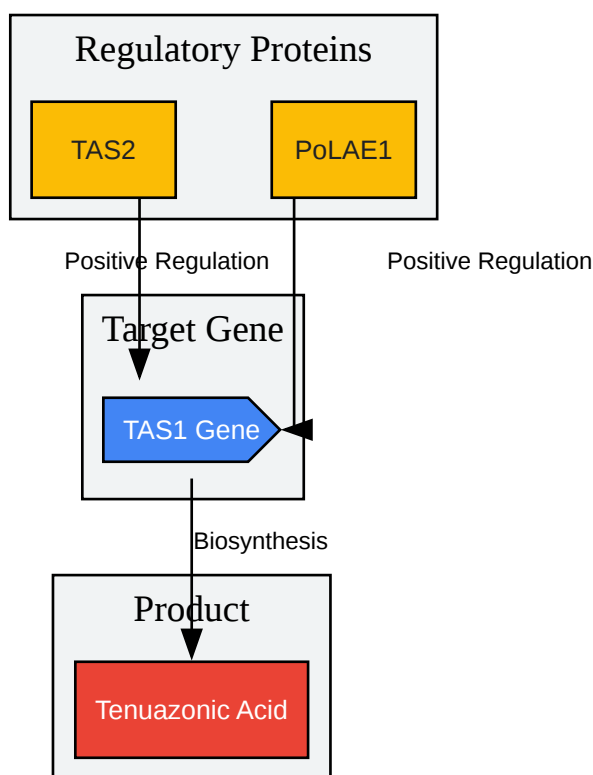 Regulatory Proteins
TAS2
PoLAE1
Positive Regulation
Positive Regulation
Target Gene
TAS1 Gene
Biosynthesis
Product
Tenuazonic Acid